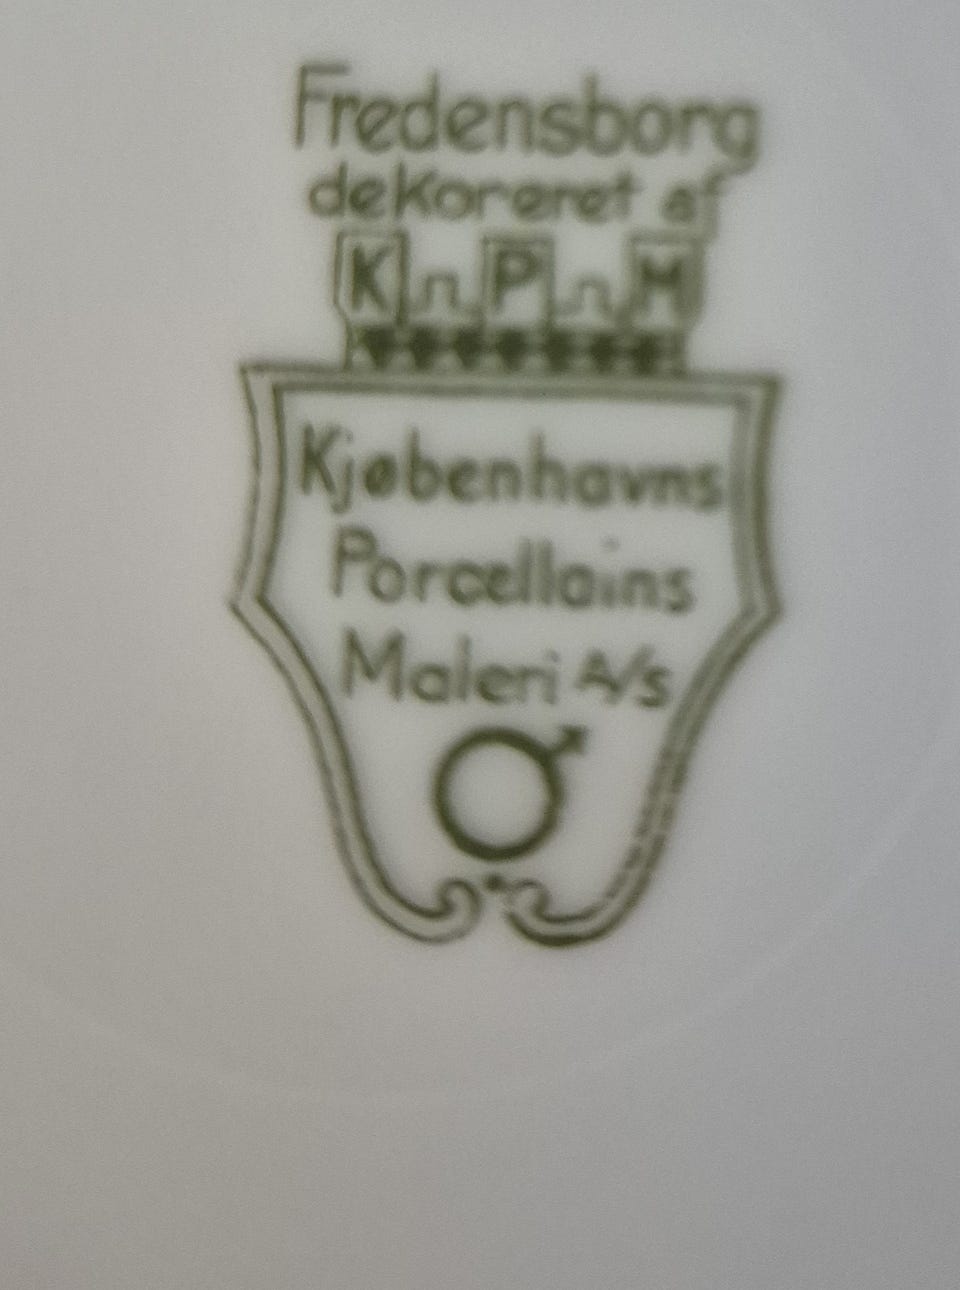 Fredensborg
dekoreret af
K P M
Kjøbenhavns
Porcellains
Maleri A/s